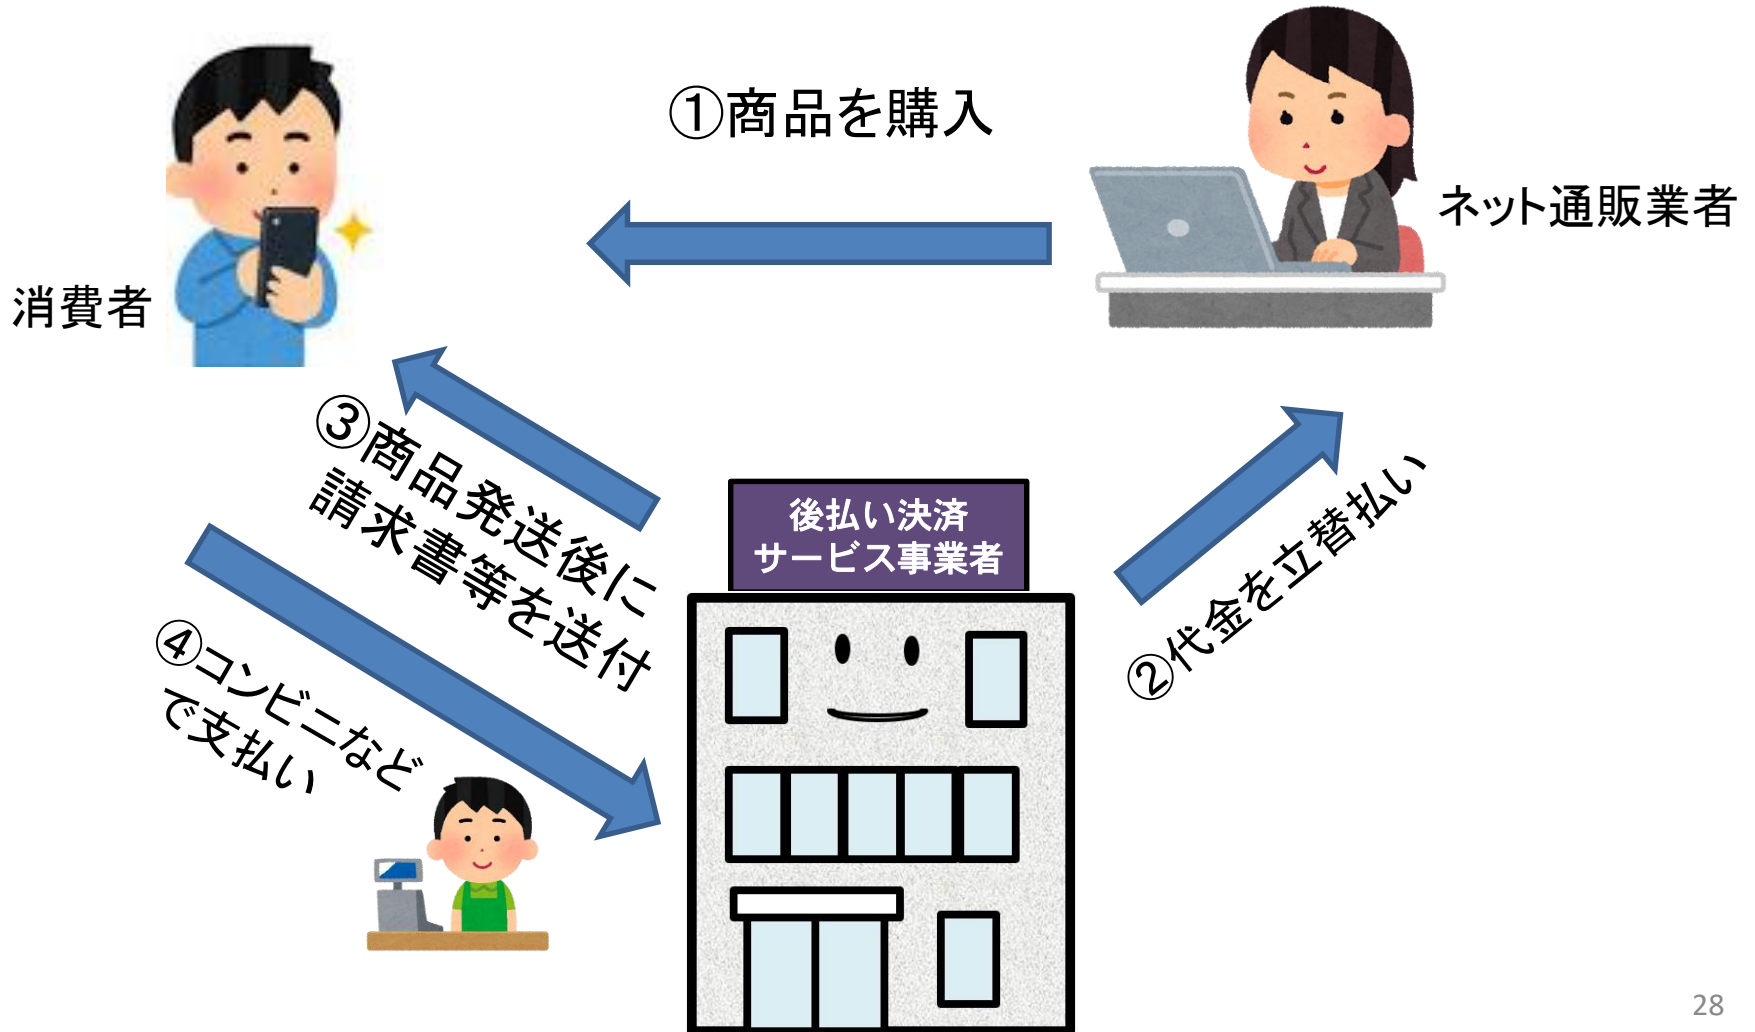 ①商品を購入
ネット通販業者
消費者
③商品発送後に
請求書等を送付
後払い決済
サービス事業者
②代金を立替払い
④コンビニなど
で支払い
28